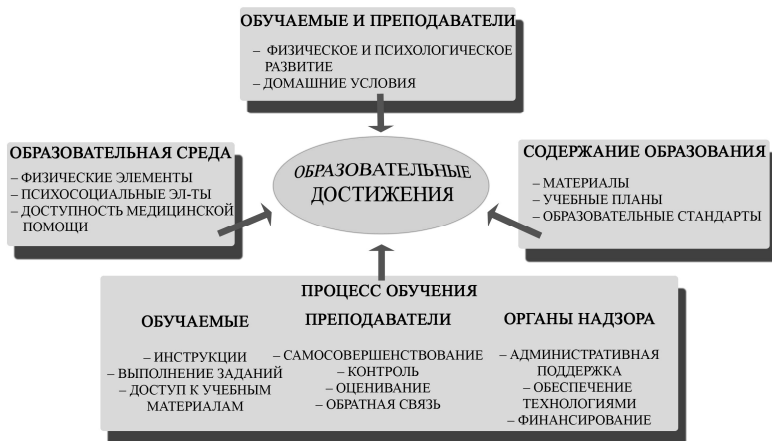 ОБУЧАЕМЫЕ И ПРЕПОДАВАТЕЛИ
– ФИЗИЧЕСКОЕ И ПСИХОЛОГИЧЕСКОЕ
РАЗВИТИЕ
– ДОМАШНИЕ УСЛОВИЯ
ОБРАЗОВАТЕЛЬНАЯ СРЕДА
– ФИЗИЧЕСКИЕ ЭЛЕМЕНТЫ
– ПСИХОСОЦИАЛЬНЫЕ ЭЛ-ТЫ
– ДОСТУПНОСТЬ МЕДИЦИНСКОЙ
ПОМОЩИ
ОБРАЗОВАТЕЛЬНЫЕ
ДОСТИЖЕНИЯ
СОДЕРЖАНИЕ ОБРАЗОВАНИЯ
– МАТЕРИАЛЫ
– УЧЕБНЫЕ ПЛАНЫ
– ОБРАЗОВАТЕЛЬНЫЕ СТАНДАРТЫ
ПРОЦЕСС ОБУЧЕНИЯ
ОБУЧАЕМЫЕ
– ИНСТРУКЦИИ
– ВЫПОЛНЕНИЕ ЗАДАНИЙ
– ДОСТУП К УЧЕБНЫМ
МАТЕРИАЛАМ
ПРЕПОДАВАТЕЛИ
– САМОСОВЕРШЕНСТВОВАНИЕ
– КОНТРОЛЬ
– ОЦЕНИВАНИЕ
– ОБРАТНАЯ СВЯЗЬ
ОРГАНЫ НАДЗОРА
– АДМИНИСТРАТИВНАЯ
ПОДДЕРЖКА
– ОБЕСПЕЧЕНИЕ
ТЕХНОЛОГИЯМИ
– ФИНАНСИРОВАНИЕ